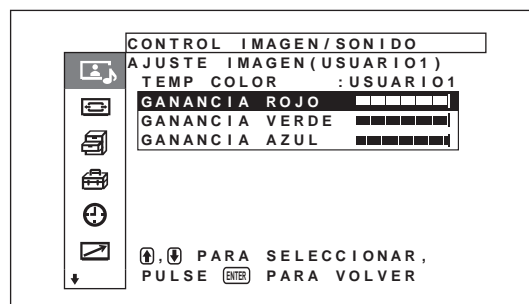 CONTROL IMAGEN/SONIDO
AJUSTE IMAGEN(USUARIO1)
TEMP COLOR :USUARIO1
GANANCIA ROJO
GANANCIA VERDE
GANANCIA AZUL
, PARA SELECCIONAR,
PULSE ENTER PARA VOLVER